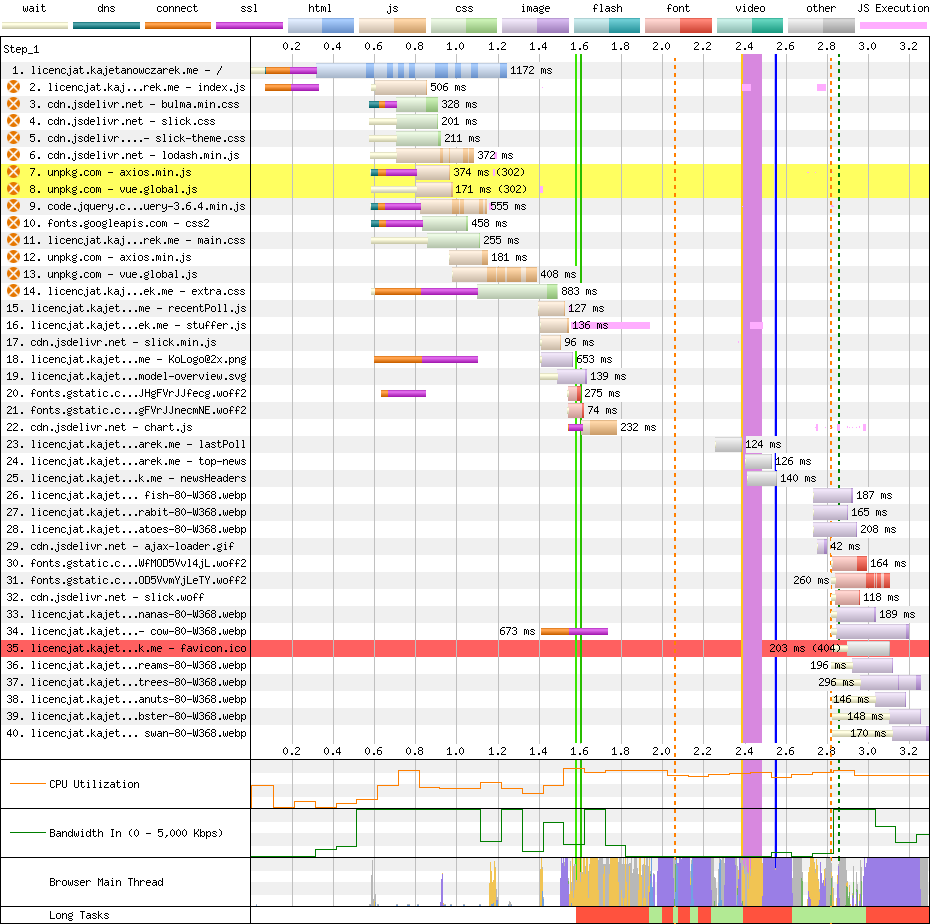 wait dns connect ssl html js css image flash font video other JS Execution
Step_1 0.2 0.4 0.6 0.8 1.0 1.2 1.4 1.6 1.8 2.0 2.2 2.4 2.6 2.8 3.0 3.2
1. licencjat.kajetanowczarek.me - / 1172 ms
2. licencjat.kaj...rek.me - index.js 506 ms
3. cdn.jsdelivr.net - bulma.min.css 328 ms
4. cdn.jsdelivr.net - slick.css 201 ms
5. cdn.jsdelivr....- slick-theme.css 211 ms
6. cdn.jsdelivr.net - lodash.min.js 372 ms
7. unpkg.com - axios.min.js 374 ms (302)
8. unpkg.com - vue.global.js 171 ms (302)
9. code.jquery.c...uery-3.6.4.min.js 555 ms
10. fonts.googleapis.com - css2 458 ms
11. licencjat.kaj...rek.me - main.css 255 ms
12. unpkg.com - axios.min.js 181 ms
13. unpkg.com - vue.global.js 408 ms
14. licencjat.kaj...ek.me - extra.css 883 ms
15. licencjat.kajet...me - recentPoll.js 127 ms
16. licencjat.kajet...ek.me - stuffer.js 136 ms
17. cdn.jsdelivr.net - slick.min.js 96 ms
18. licencjat.kajet...me - KoLogo@2x.png 653 ms
19. licencjat.kajet...model-overview.svg 139 ms
20. fonts.gstatic.c...JHgFVrJJfecg.woff2 275 ms
21. fonts.gstatic.c...gFVrJJnecmNE.woff2 74 ms
22. cdn.jsdelivr.net - chart.js 232 ms
23. licencjat.kajet...arek.me - lastPoll 124 ms
24. licencjat.kajet...arek.me - top-news 126 ms
25. licencjat.kajet...k.me - newsHeaders 140 ms
26. licencjat.kajet... fish-80-W368.webp 187 ms
27. licencjat.kajet...rabit-80-W368.webp 165 ms
28. licencjat.kajet...atoes-80-W368.webp 208 ms
29. cdn.jsdelivr.net - ajax-loader.gif 42 ms
30. fonts.gstatic.c...WfMOD5Vvl4jL.woff2 164 ms
31. fonts.gstatic.c...OD5VvmYjLeTY.woff2 260 ms
32. cdn.jsdelivr.net - slick.woff 118 ms
33. licencjat.kajet...nanas-80-W368.webp 189 ms
34. licencjat.kajet...- cow-80-W368.webp 673 ms
35. licencjat.kajet...k.me - favicon.ico 203 ms (404)
36. licencjat.kajet...reams-80-W368.webp 196 ms
37. licencjat.kajet...trees-80-W368.webp 296 ms
38. licencjat.kajet...anuts-80-W368.webp 146 ms
39. licencjat.kajet...bster-80-W368.webp 148 ms
40. licencjat.kajet... swan-80-W368.webp 170 ms
0.2 0.4 0.6 0.8 1.0 1.2 1.4 1.6 1.8 2.0 2.2 2.4 2.6 2.8 3.0 3.2
CPU Utilization
Bandwidth In (0 - 5,000 Kbps)
Browser Main Thread
Long Tasks